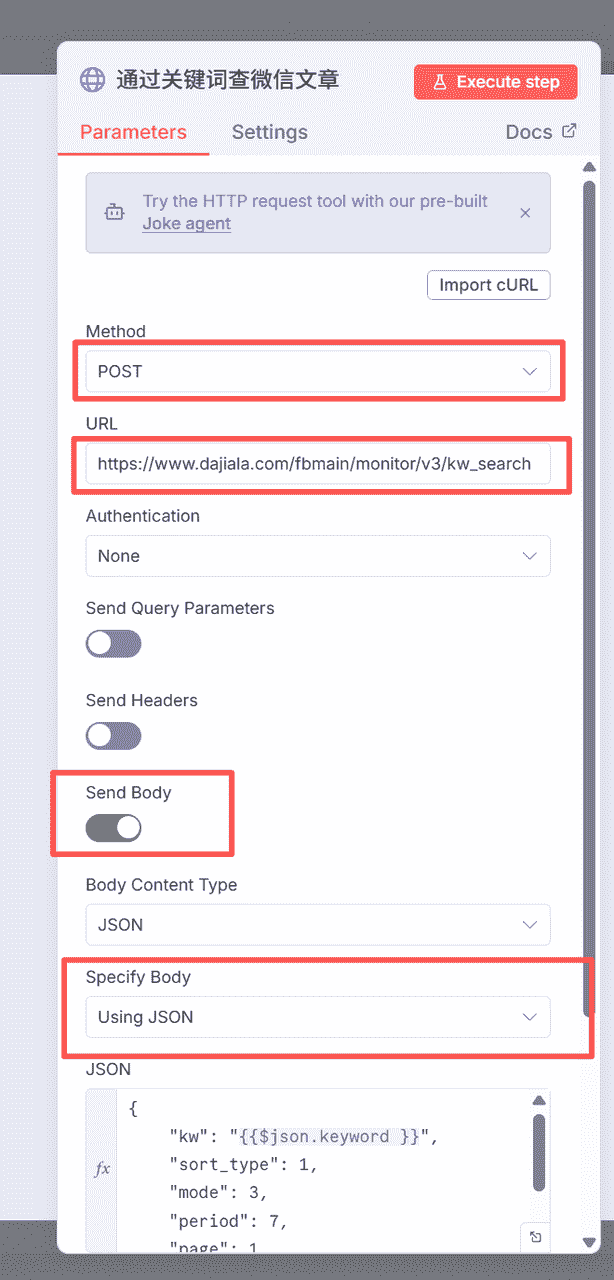 通过关键词查微信文章
Execute step
Parameters
Settings
Docs
Try the HTTP request tool with our pre-built
Joke agent
Import cURL
Method
POST
URL
https://www.dajiala.com/fbmain/monitor/v3/kw_search
Authentication
None
Send Query Parameters
Send Headers
Send Body
Body Content Type
JSON
Specify Body
Using JSON
JSON
{
"kw": "{{$json.keyword }}",
fx
"sort_type": 1,
"mode": 3,
"period": 7,
"page": 1